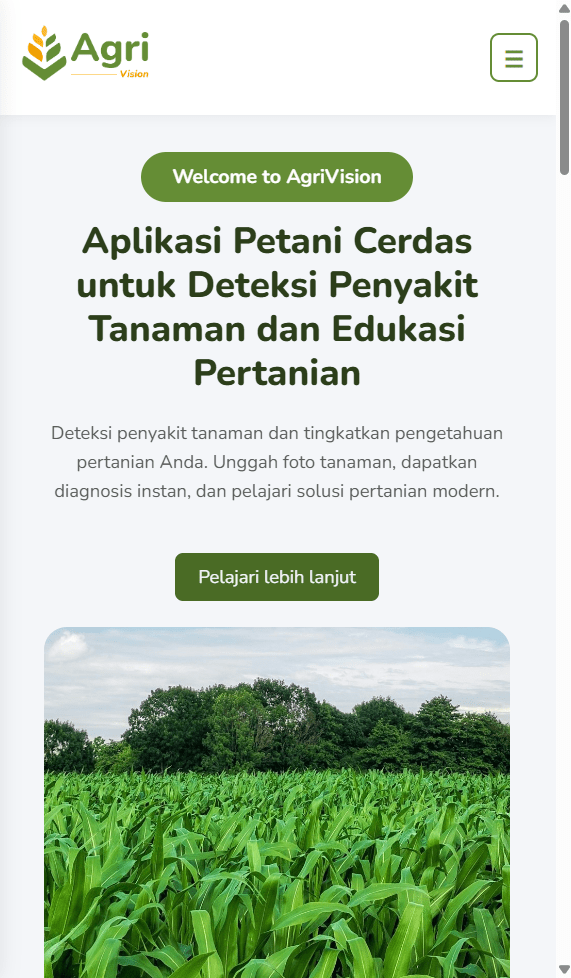 Agri
Vision
Welcome to AgriVision
Aplikasi Petani Cerdas
untuk Deteksi Penyakit
Tanaman dan Edukasi
Pertanian
Deteksi penyakit tanaman dan tingkatkan pengetahuan
pertanian Anda. Unggah foto tanaman, dapatkan
diagnosis instan, dan pelajari solusi pertanian modern.
Pelajari lebih lanjut